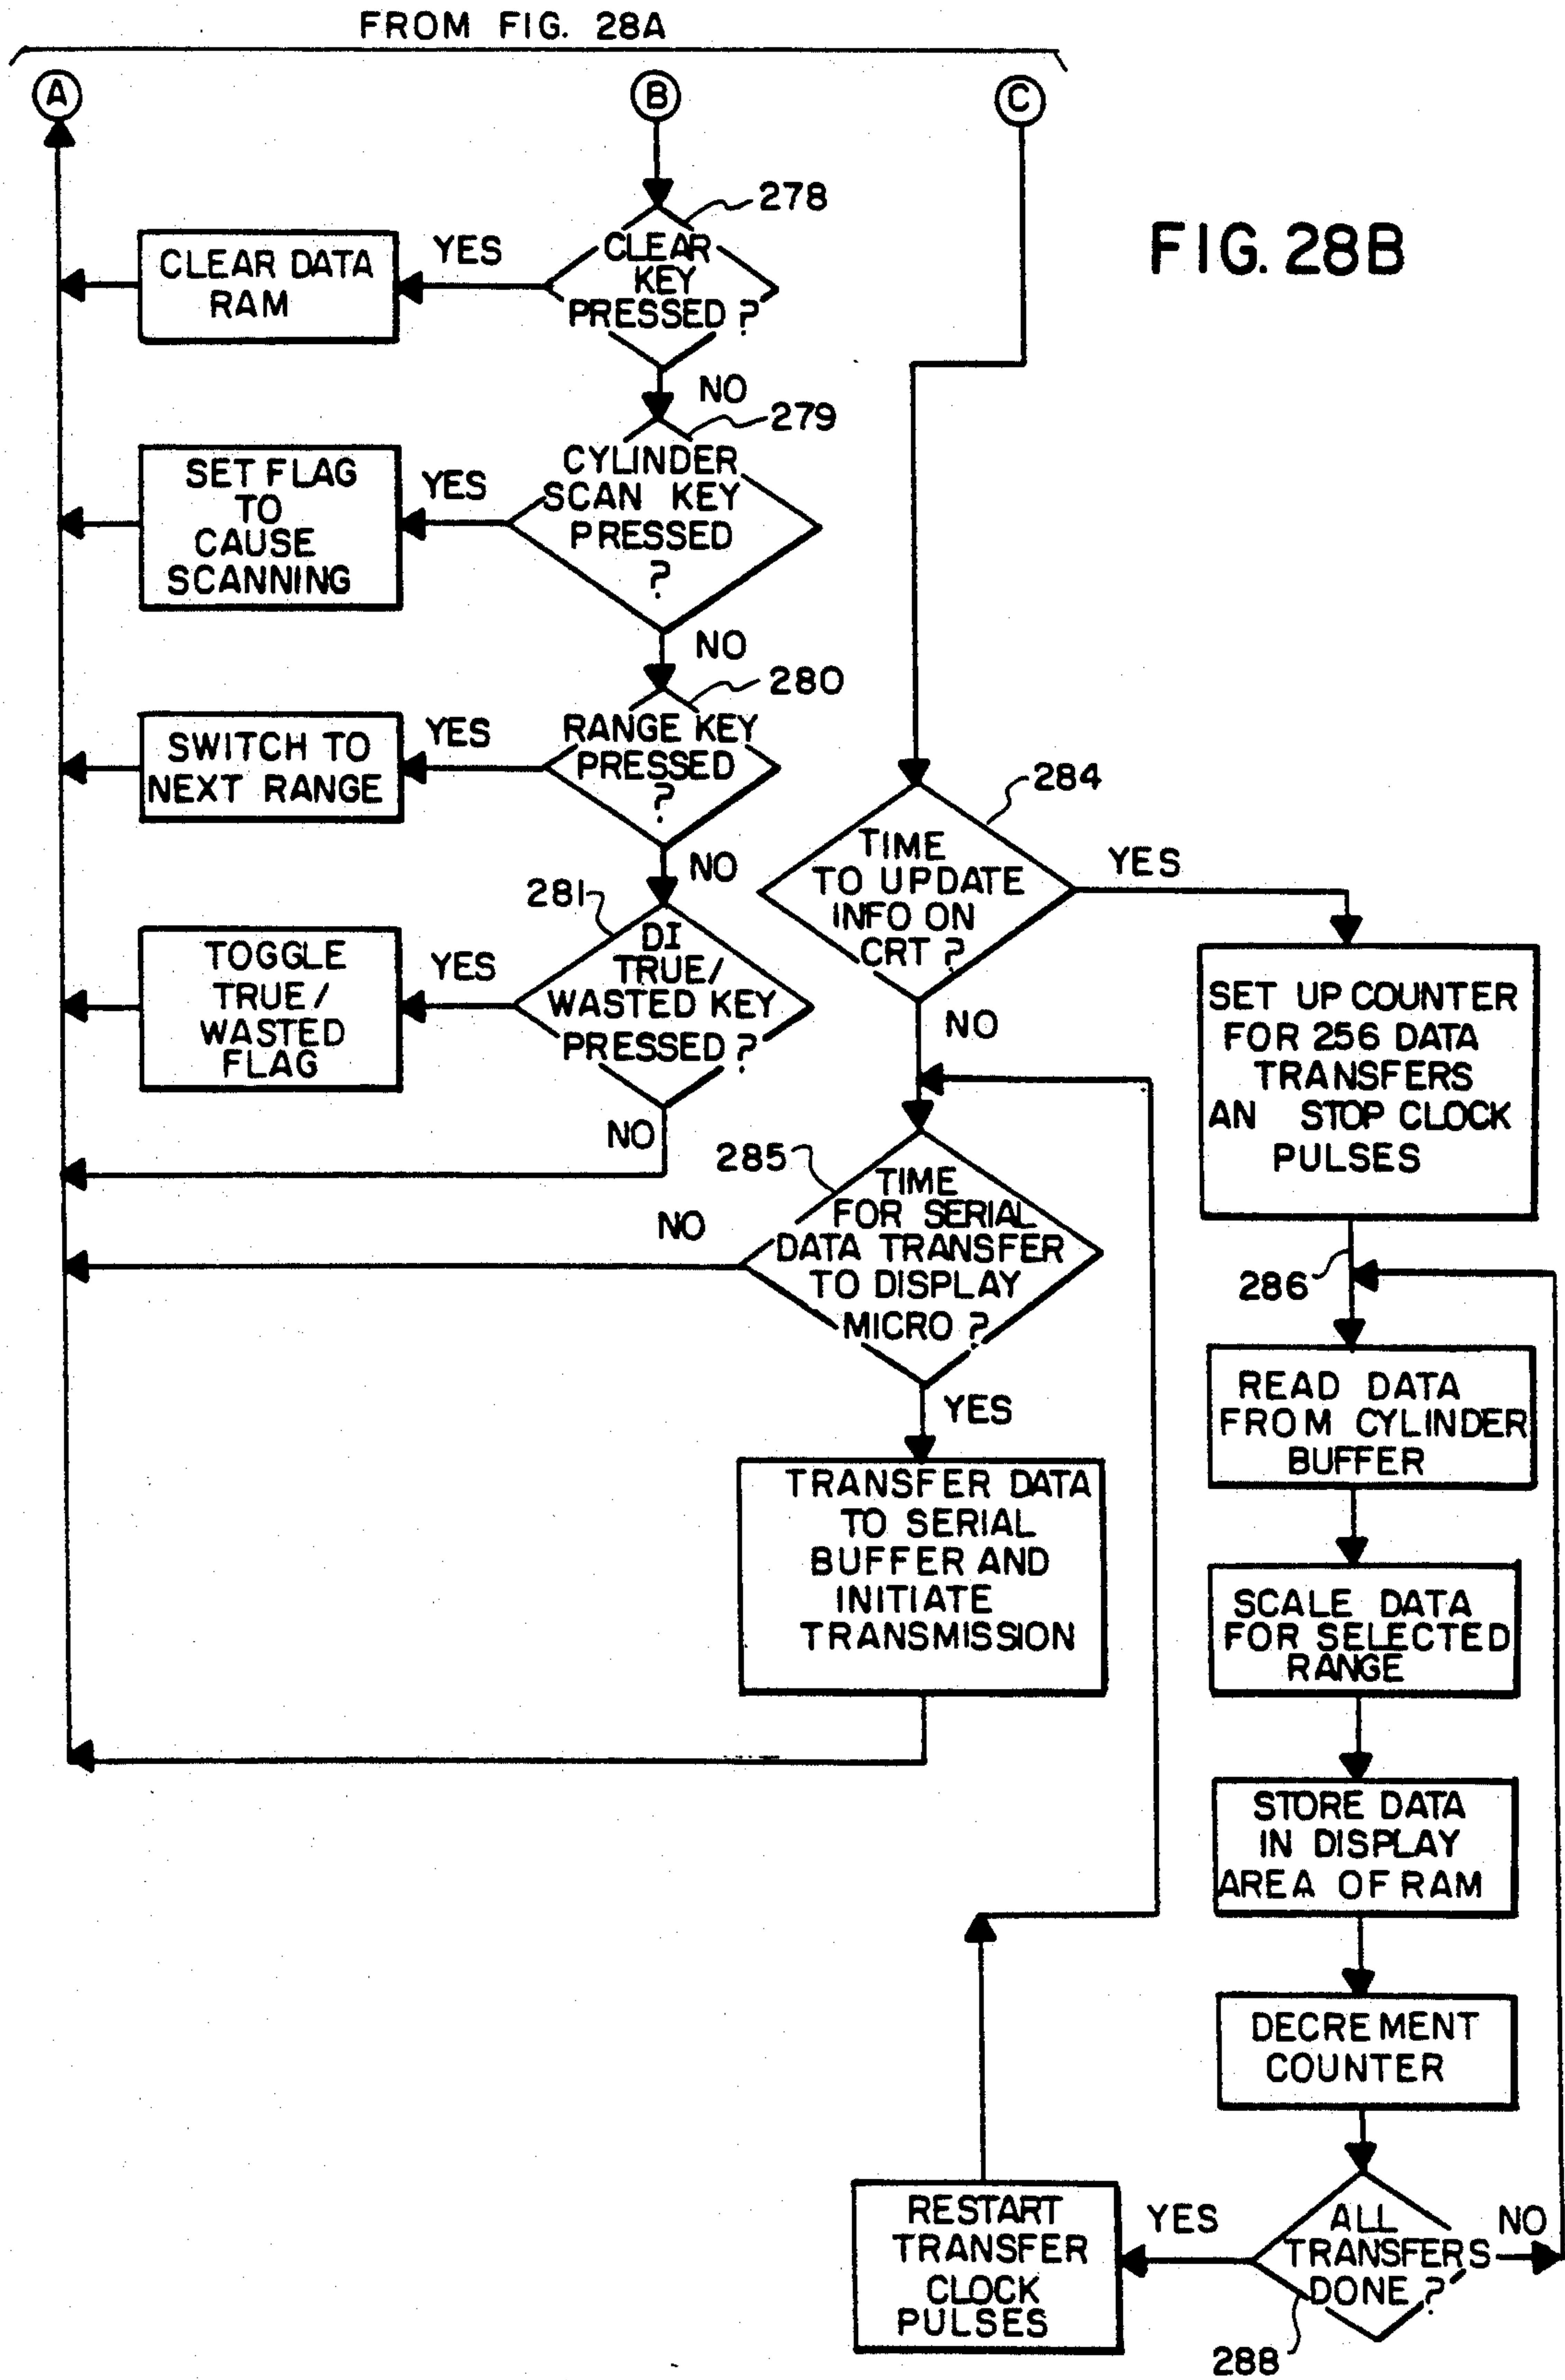 FROM FIG. 28A
A
B
C
FIG. 28B
278
CLEAR
KEY
PRESSED ?
YES
CLEAR DATA
RAM
NO
279
CYLINDER
SCAN KEY
PRESSED
?
YES
SET FLAG
TO
CAUSE
SCANNING
NO
280
RANGE KEY
PRESSED
?
YES
SWITCH TO
NEXT RANGE
NO
281
DI
TRUE/
WASTED KEY
PRESSED ?
YES
TOGGLE
TRUE/
WASTED
FLAG
NO
284
TIME
TO UPDATE
INFO ON
CRT ?
YES
NO
285
TIME
FOR SERIAL
DATA TRANSFER
TO DISPLAY
MICRO ?
NO
YES
TRANSFER DATA
TO SERIAL
BUFFER AND
INITIATE
TRANSMISSION
SET UP COUNTER
FOR 256 DATA
TRANSFERS
AN STOP CLOCK
PULSES
286
READ DATA
FROM CYLINDER
BUFFER
SCALE DATA
FOR SELECTED
RANGE
STORE DATA
IN DISPLAY
AREA OF RAM
DECREMENT
COUNTER
ALL
TRANSFERS
DONE ?
NO
YES
288
RESTART
TRANSFER
CLOCK
PULSES